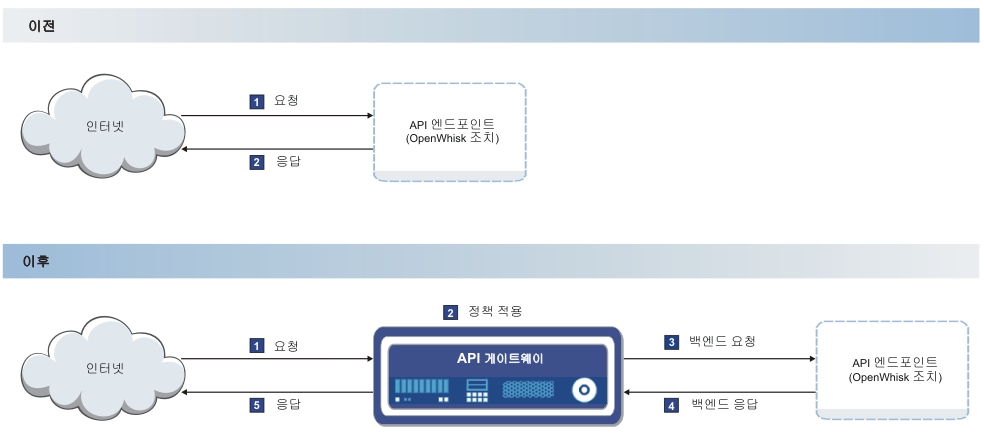 이전
1 요청
인터넷
API 엔드포인트
(OpenWhisk 조치)
2 응답
이후
2 정책 적용
1 요청
3 백엔드 요청
인터넷
API 게이트웨이
API 엔드포인트
(OpenWhisk 조치)
5 응답
4 백엔드 응답